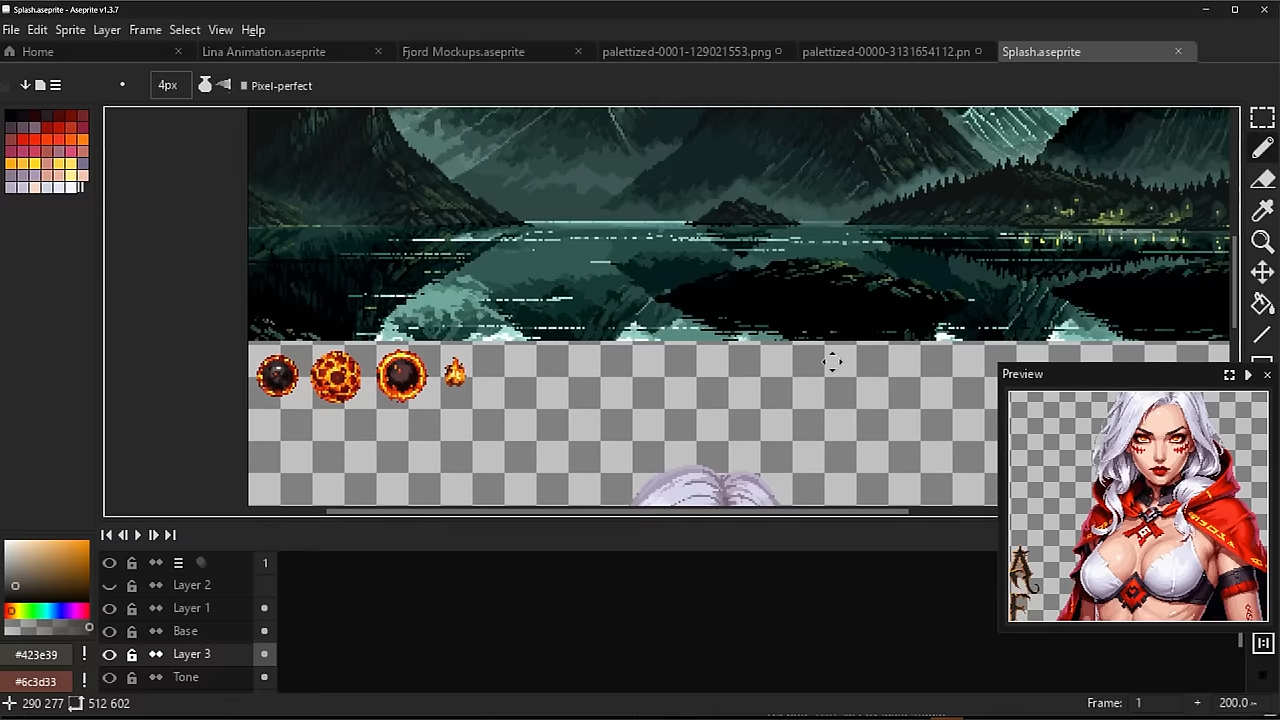 Splash.aseprite - Aseprite v1.3.7
File Edit Sprite Layer Frame Select View Help
Home Lina Animation.aseprite Fjord Mockups.aseprite palettized-0001-129021553.png palettized-0000-3131654112.pn Splash.aseprite
4px Pixel-perfect
Preview
1
Layer 2
Layer 1
Base
Layer 3
Tone
#423e39 !
#6c3d33 !
290 277 512 602
Frame: 1 200.0